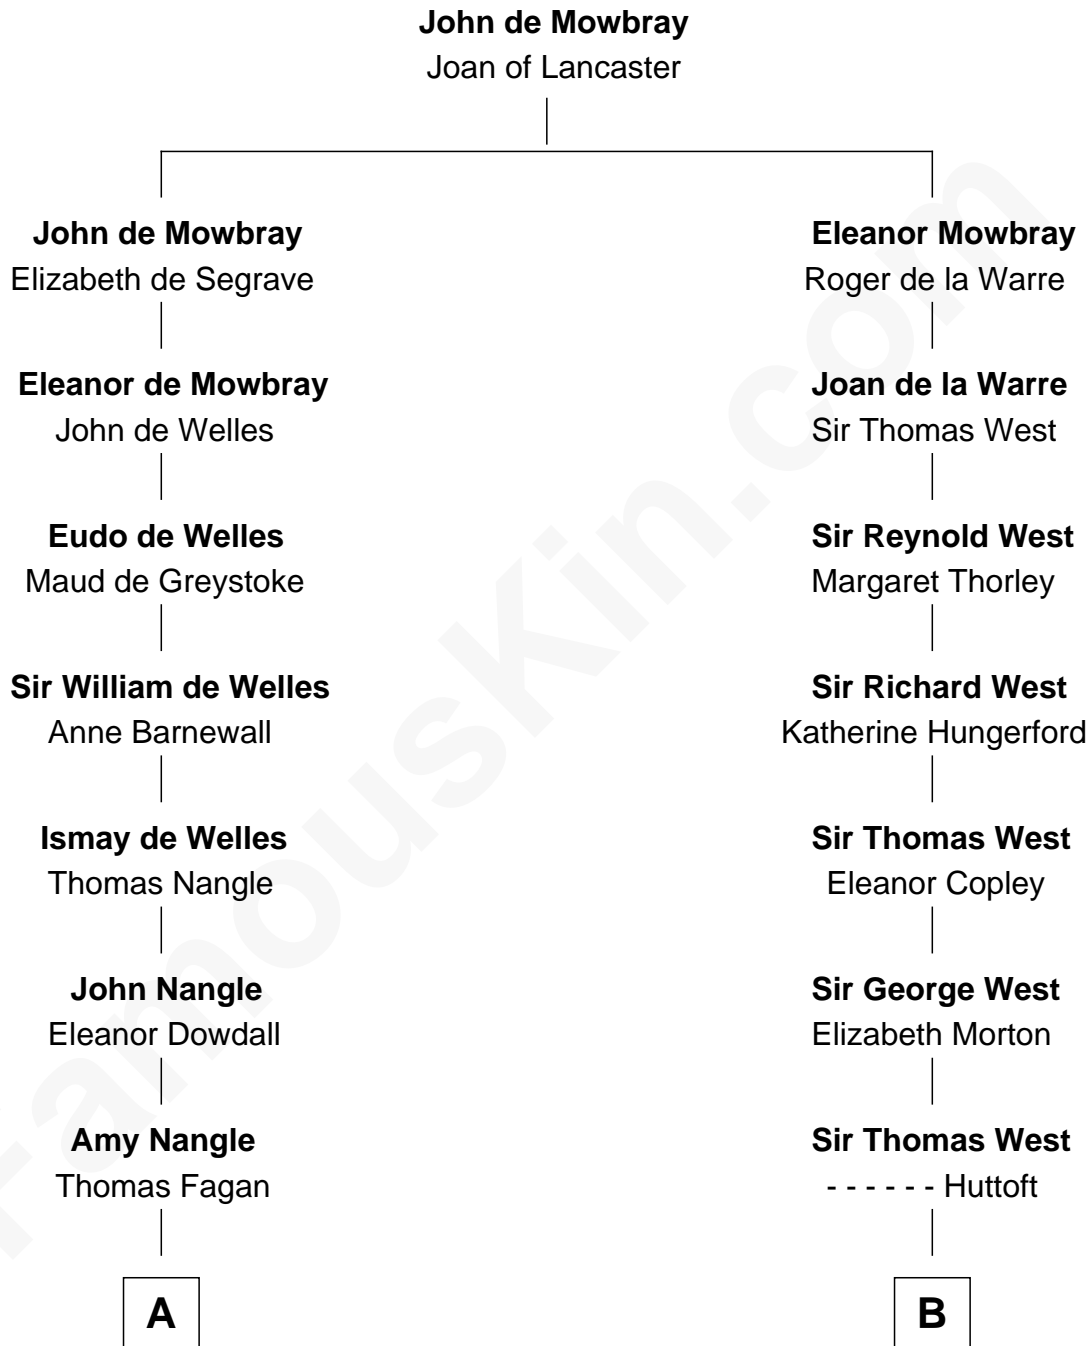 John de Mowbray
Joan of Lancaster
John de Mowbray
Elizabeth de Segrave
Eleanor Mowbray
Roger de la Warre
Eleanor de Mowbray
John de Welles
Joan de la Warre
Sir Thomas West
Eudo de Welles
Maud de Greystoke
Sir Reynold West
Margaret Thorley
Sir William de Welles
Anne Barnewall
Sir Richard West
Katherine Hungerford
Ismay de Welles
Thomas Nangle
Sir Thomas West
Eleanor Copley
John Nangle
Eleanor Dowdall
Sir George West
Elizabeth Morton
Amy Nangle
Thomas Fagan
Sir Thomas West
- - - - - - Huttoft
A
B
FamousKin.com